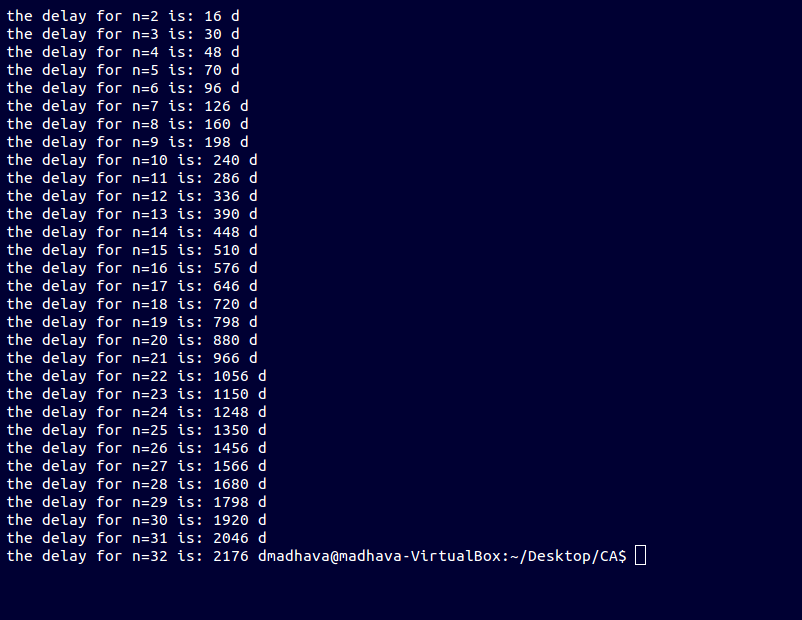 the delay for n=2 is: 16 d
the delay for n=3 is: 30 d
the delay for n=4 is: 48 d
the delay for n=5 is: 70 d
the delay for n=6 is: 96 d
the delay for n=7 is: 126 d
the delay for n=8 is: 160 d
the delay for n=9 is: 198 d
the delay for n=10 is: 240 d
the delay for n=11 is: 286 d
the delay for n=12 is: 336 d
the delay for n=13 is: 390 d
the delay for n=14 is: 448 d
the delay for n=15 is: 510 d
the delay for n=16 is: 576 d
the delay for n=17 is: 646 d
the delay for n=18 is: 720 d
the delay for n=19 is: 798 d
the delay for n=20 is: 880 d
the delay for n=21 is: 966 d
the delay for n=22 is: 1056 d
the delay for n=23 is: 1150 d
the delay for n=24 is: 1248 d
the delay for n=25 is: 1350 d
the delay for n=26 is: 1456 d
the delay for n=27 is: 1566 d
the delay for n=28 is: 1680 d
the delay for n=29 is: 1798 d
the delay for n=30 is: 1920 d
the delay for n=31 is: 2046 d
the delay for n=32 is: 2176 dmadhava@madhava-VirtualBox:~/Desktop/CA$